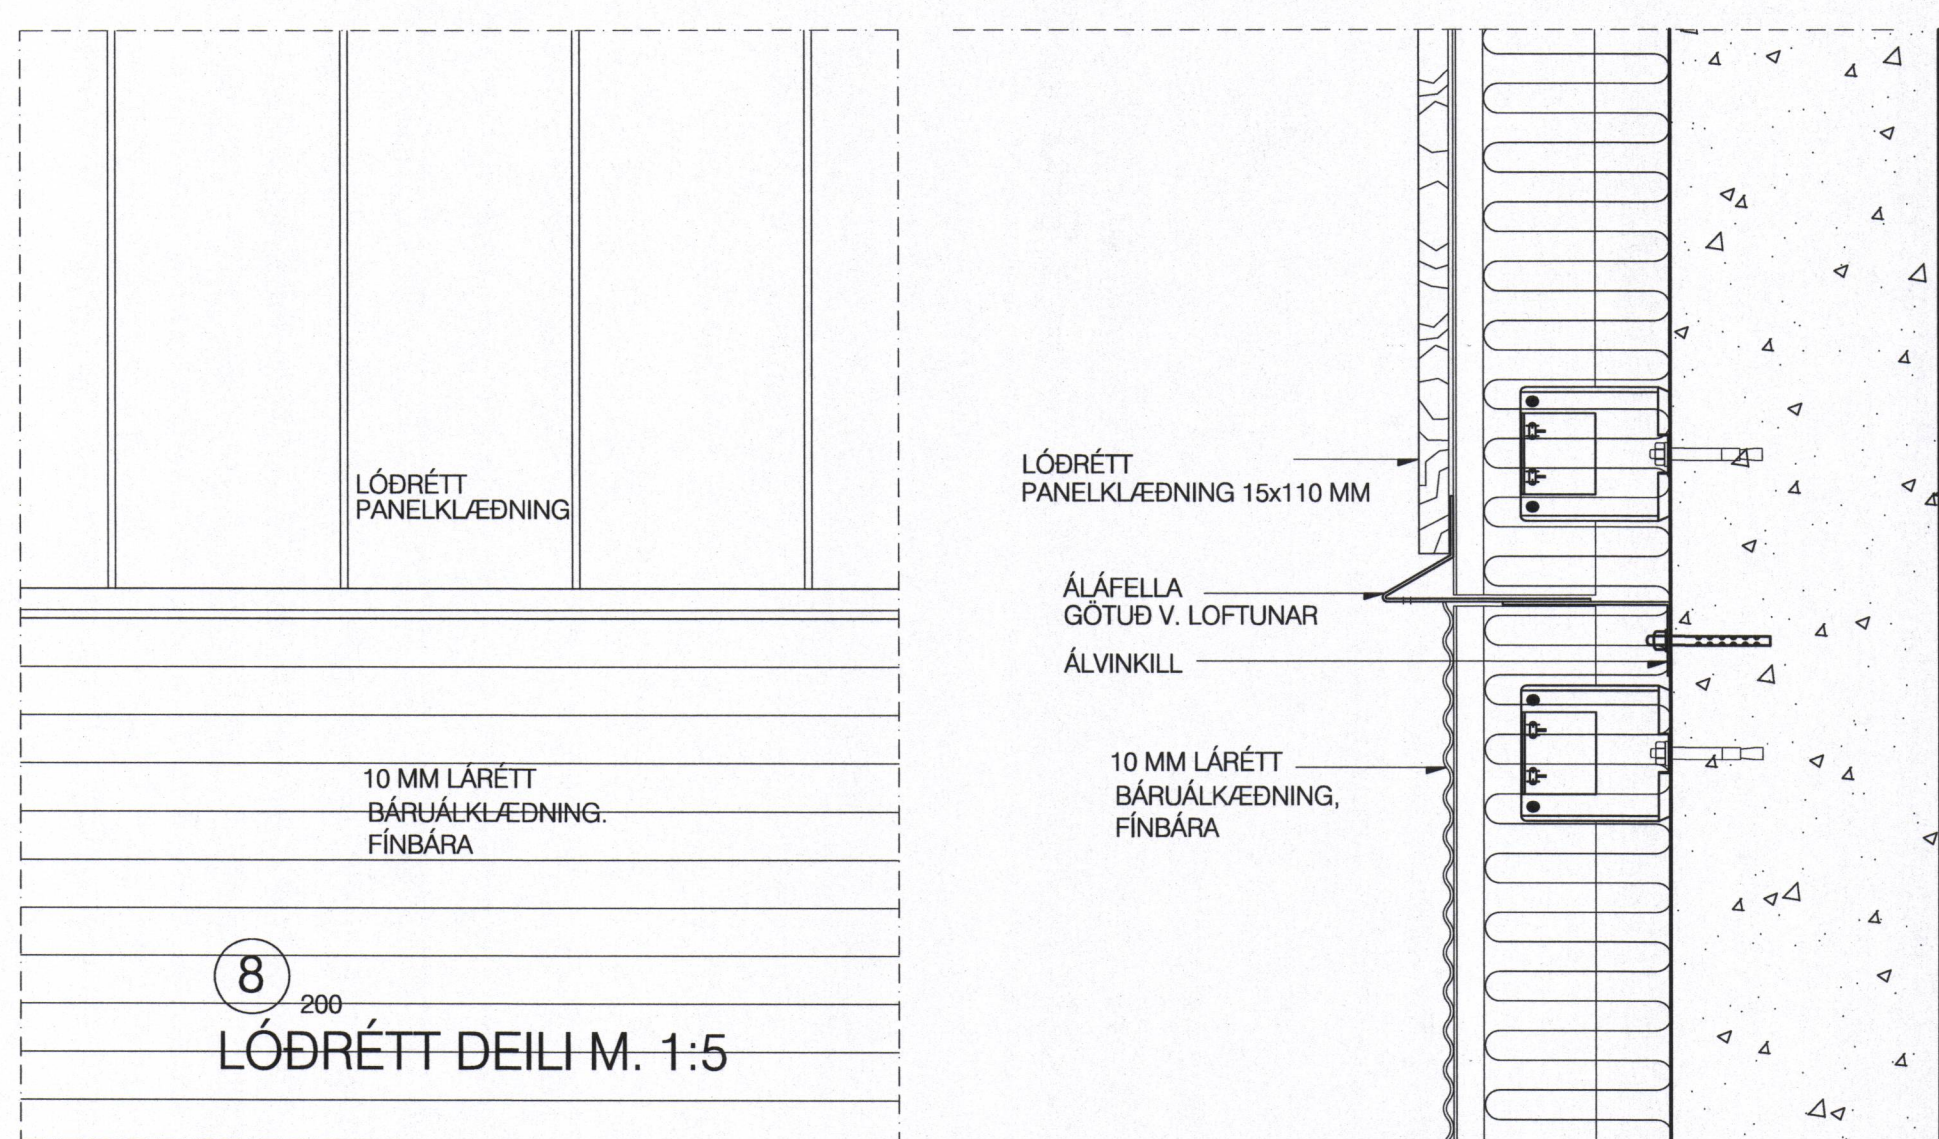 LÓÐRÉTT
PANELKLÆÐNING
10 MM LÁRÉTT
BÁRUÁLKLÆÐNING.
FÍNBÁRA
8
200
LÓÐRÉTT DEILI M. 1:5
LÓÐRÉTT
PANELKLÆÐNING 15x110 MM
ÁLÁFELLA
GÖTUÐ V. LOFTUNAR
ÁLVINKILL
10 MM LÁRÉTT
BÁRUÁLKÆÐNING,
FÍNBÁRA